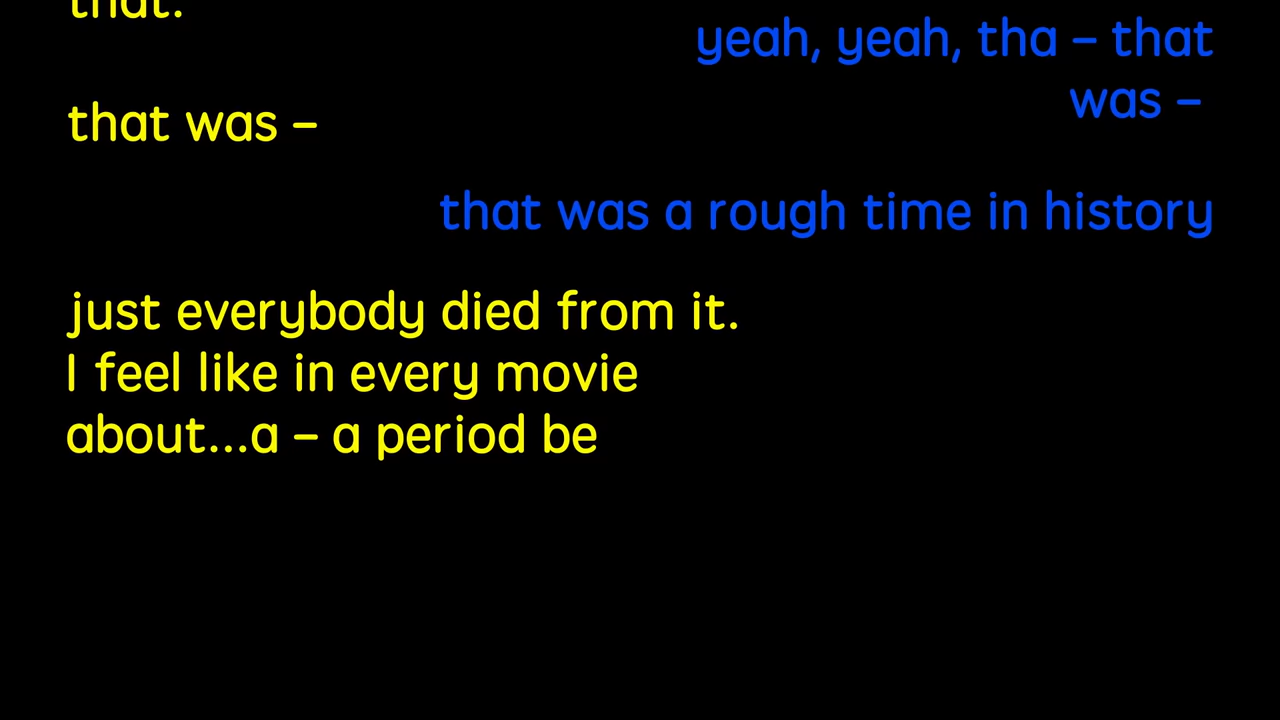 that.
yeah, yeah, tha – that
was –
that was –
that was a rough time in history
just everybody died from it.
I feel like in every movie
about...a – a period be